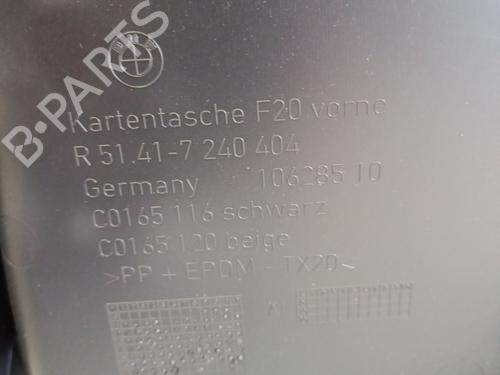 B-PARTS
Kartentasche F20 vorne
R 51.41-7 240 404
Germany 10628510
C0165 116 schwarz
C0165 120 beige
>PP + EPDM - TX20<